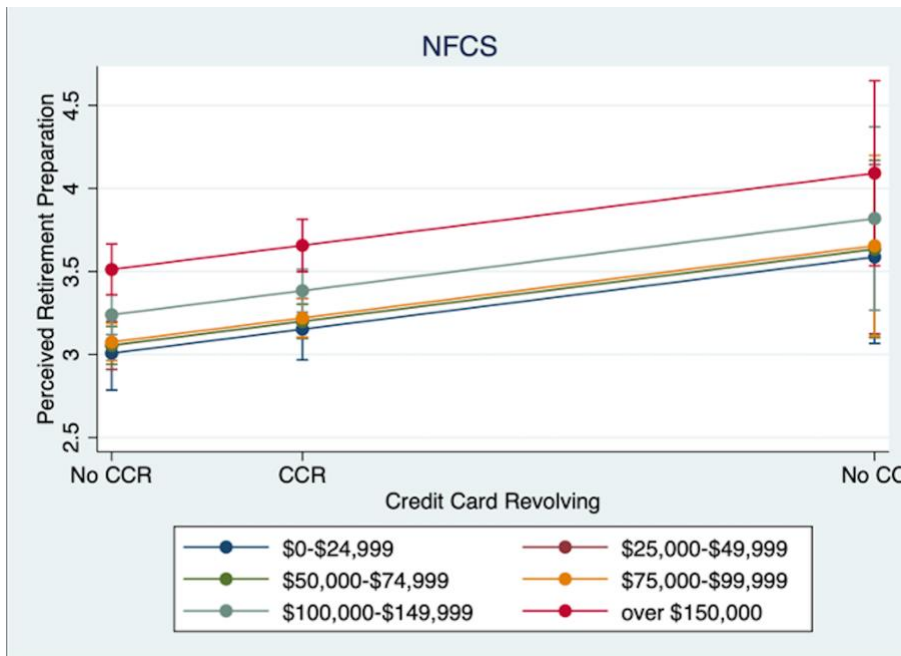 NFCS
Perceived Retirement Preparation
4.5
4
3.5
3
2.5
No CCR CCR No CC
Credit Card Revolving
$0-$24,999 $25,000-$49,999
$50,000-$74,999 $75,000-$99,999
$100,000-$149,999 over $150,000